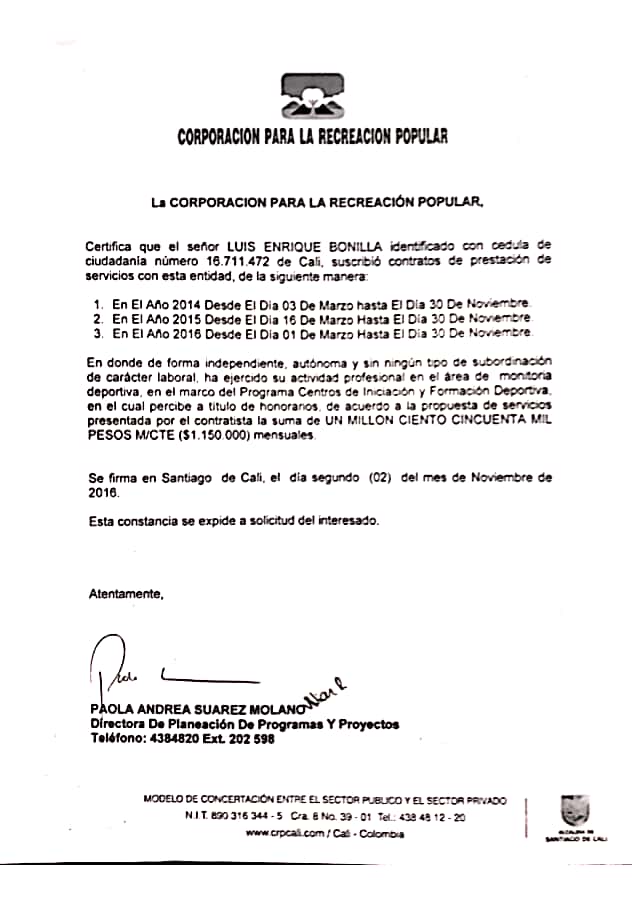 CORPORACION PARA LA RECREACION POPULAR
La CORPORACION PARA LA RECREACIÓN POPULAR,
Certifica que el señor LUIS ENRIQUE BONILLA identificado con cedula de
ciudadanía número 16.711.472 de Cali, suscribió contratos de prestación de
servicios con esta entidad, de la siguiente manera:
1. En El Año 2014 Desde El Día 03 De Marzo hasta El Día 30 De Noviembre.
2. En El Año 2015 Desde El Día 16 De Marzo Hasta El Día 30 De Noviembre.
3. En El Año 2016 Desde El Día 01 De Marzo Hasta El Día 30 De Noviembre.
En donde de forma independiente, autónoma y sin ningún tipo de subordinación
de carácter laboral, ha ejercido su actividad profesional en el área de monitoria
deportiva, en el marco del Programa Centros de Iniciación y Formación Deportiva,
en el cual percibe a titulo de honorarios, de acuerdo a la propuesta de servicios
presentada por el contratista la suma de UN MILLON CIENTO CINCUENTA MIL
PESOS M/CTE ($1.150.000) mensuales.
Se firma en Santiago de Cali, el día segundo (02) del mes de Noviembre de
2016.
Esta constancia se expide a solicitud del interesado.
Atentamente,
PAOLA ANDREA SUAREZ MOLANO
Directora De Planeación De Programas Y Proyectos
Teléfono: 4384820 Ext. 202 598
MODELO DE CONCERTACIÓN ENTRE EL SECTOR PUBLICO Y EL SECTOR PRIVADO
N.I.T. 890 316 344 - 5 Cra. 8 No. 39 - 01 Tel.: 438 48 12 - 20
www.crpcali.com / Cali - Colombia
ALCALDIA DE
SANTIAGO DE CALI